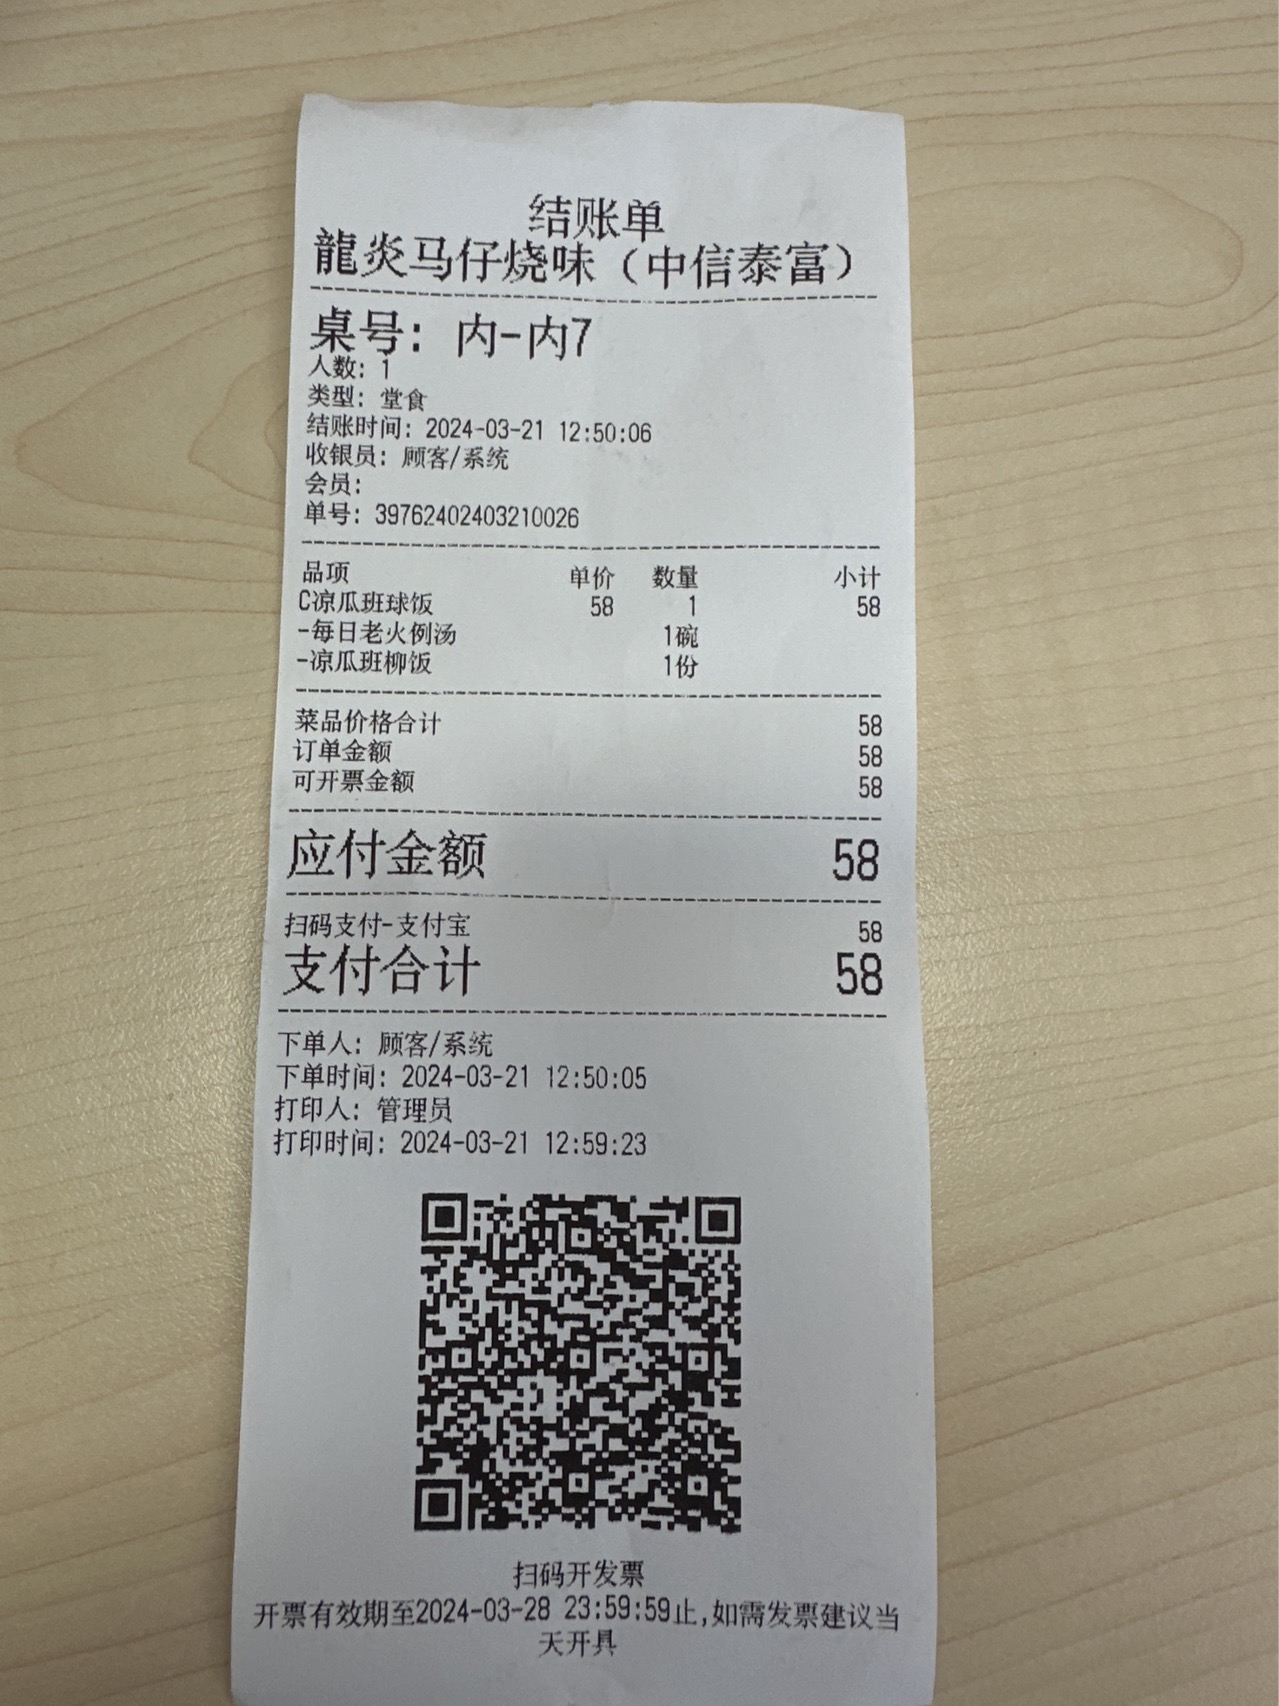 结账单
龍炎马仔烧味（中信泰富）
桌号: 内-内7
人数: 1
类型: 堂食
结账时间: 2024-03-21 12:50:06
收银员: 顾客/系统
会员:
单号: 39762402403210026
品项 单价 数量 小计
C凉瓜班球饭 58 1 58
-每日老火例汤 1碗
-凉瓜班柳饭 1份
菜品价格合计 58
订单金额 58
可开票金额 58
应付金额 58
扫码支付-支付宝 58
支付合计 58
下单人: 顾客/系统
下单时间: 2024-03-21 12:50:05
打印人: 管理员
打印时间: 2024-03-21 12:59:23
扫码开发票
开票有效期至2024-03-28 23:59:59止,如需发票建议当
天开具